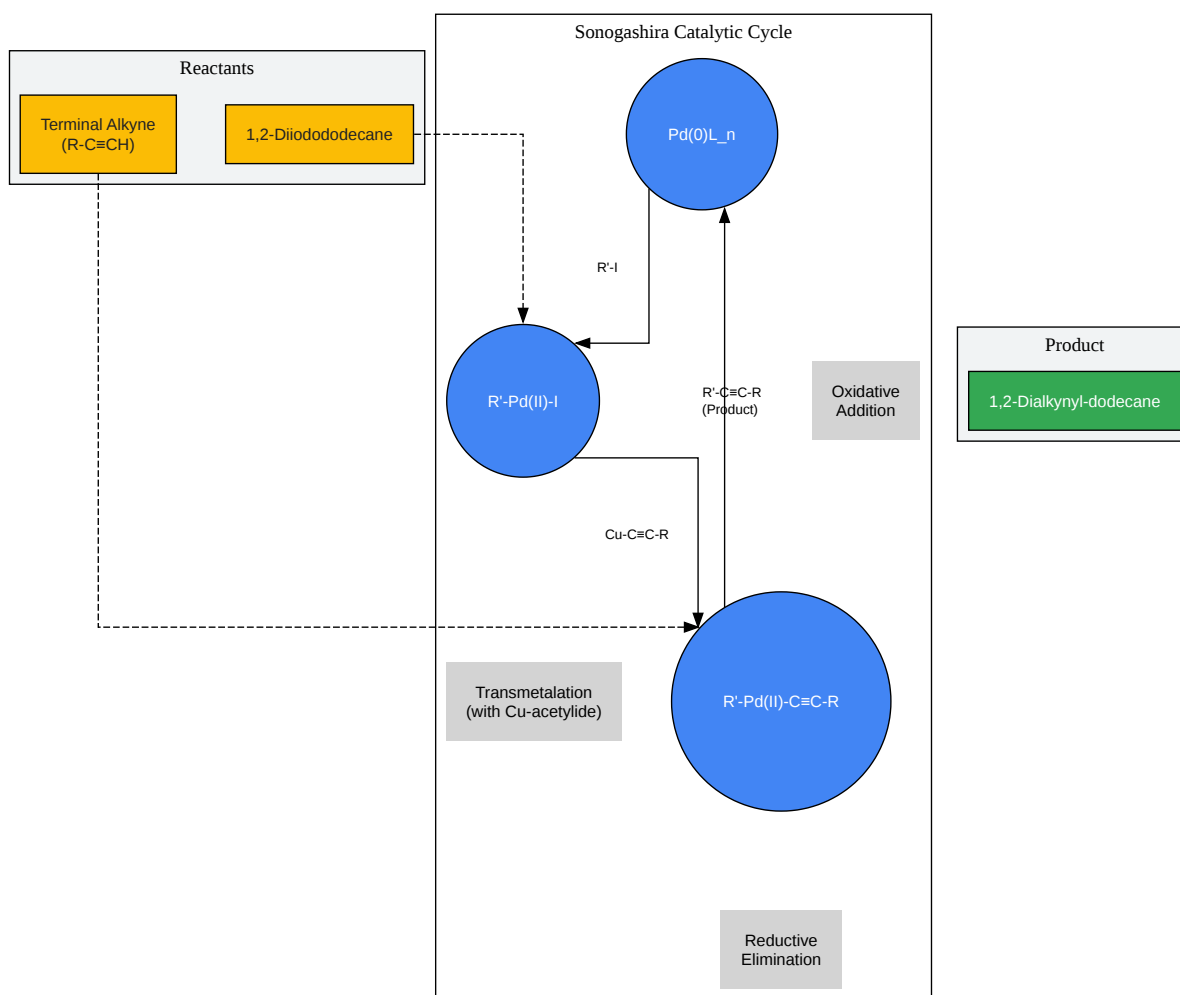 Sonogashira Catalytic Cycle
Reactants
Terminal Alkyne
(R-C≡CH)
1,2-Diiodododecane
Pd(0)L_n
R'-I
R'-Pd(II)-I
R'-C≡C-R
(Product)
Oxidative
Addition
Product
1,2-Dialkynyl-dodecane
Cu-C≡C-R
Transmetalation
(with Cu-acetylide)
R'-Pd(II)-C≡C-R
Reductive
Elimination